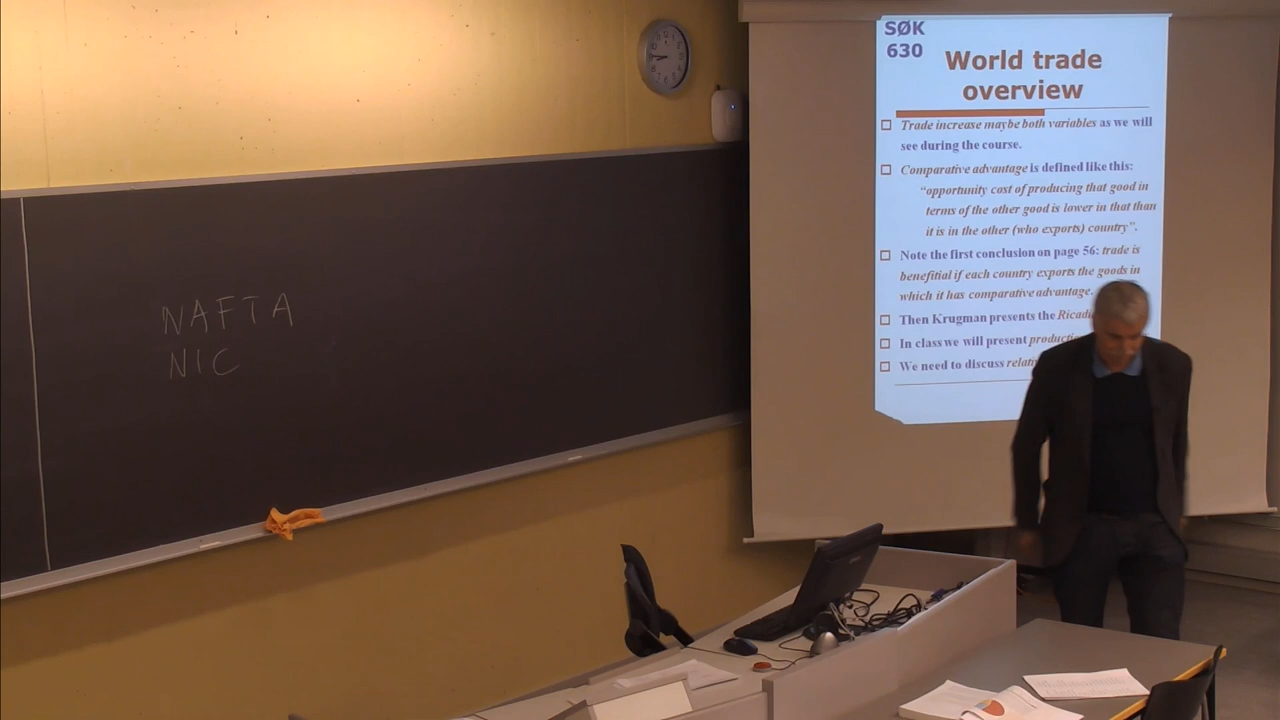 NAFTA
NIC
SØK
630
World trade
overview
Trade increase maybe both variables as we will
see during the course.
Comparative advantage is defined like this:
“opportunity cost of producing that good in
terms of the other good is lower in that than
it is in the other (who exports) country”.
Note the first conclusion on page 56: trade is
benefitial if each country exports the goods in
which it has comparative advantage.
Then Krugman presents the
In class we will present
We need to discuss